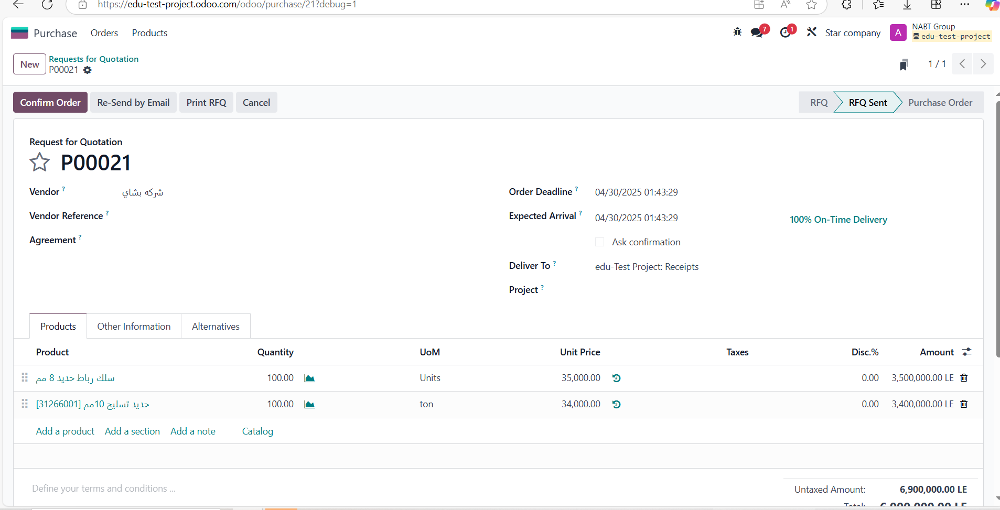 https://edu-test-project.odoo.com/odoo/purchase/21?debug=1
Purchase Orders Products 7 1 Star company A NABT Group
edu-test-project
New Requests for Quotation
P00021 1 / 1
Confirm Order Re-Send by Email Print RFQ Cancel RFQ RFQ Sent Purchase Order
Request for Quotation
P00021
Vendor ? شركه بشاي Order Deadline ? 04/30/2025 01:43:29
Vendor Reference ? Expected Arrival ? 04/30/2025 01:43:29 100% On-Time Delivery
Agreement ? Ask confirmation
Deliver To ? edu-Test Project: Receipts
Project ?
Products Other Information Alternatives
Product Quantity UoM Unit Price Taxes Disc.% Amount
سلك رباط حديد 8 مم 100.00 Units 35,000.00 0.00 3,500,000.00 LE
[31266001] حديد تسليح 10مم 100.00 ton 34,000.00 0.00 3,400,000.00 LE
Add a product Add a section Add a note Catalog
Define your terms and conditions ... Untaxed Amount: 6,900,000.00 LE
Total: 6,900,000.00 LE